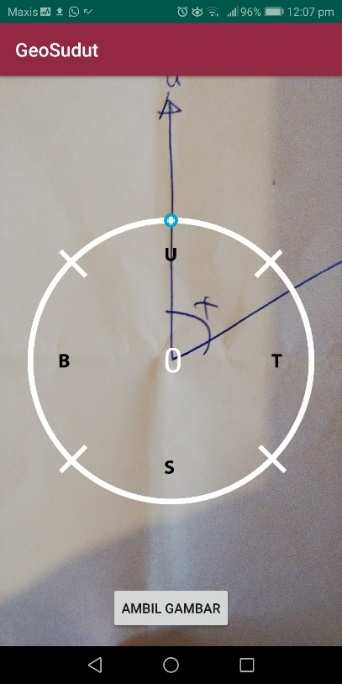 Maxis 96% 12:07 pm
GeoSudut
u
U
x
B
0
T
S
AMBIL GAMBAR